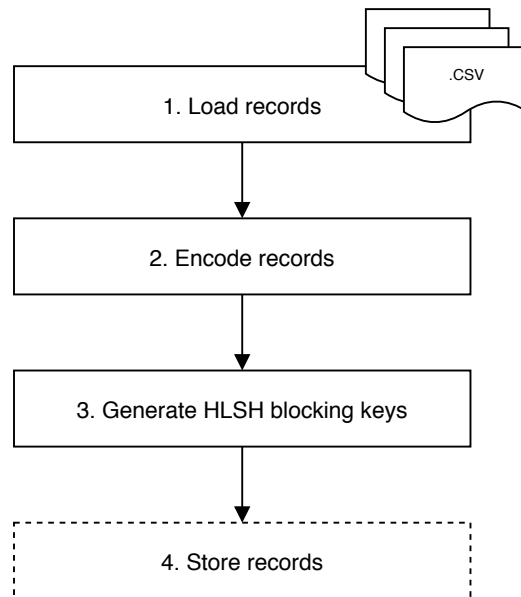 .CSV
1. Load records
2. Encode records
3. Generate HLSH blocking keys
4. Store records